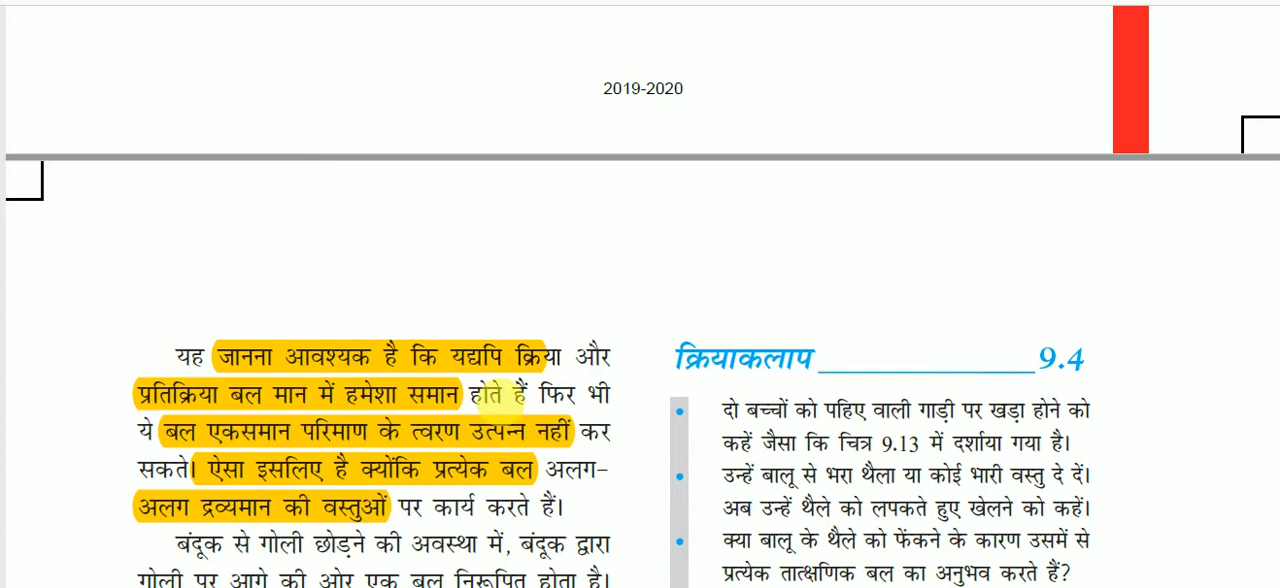 2019-2020
यह जानना आवश्यक है कि यद्यपि क्रिया और
प्रतिक्रिया बल मान में हमेशा समान होते हैं फिर भी
ये बल एकसमान परिमाण के त्वरण उत्पन्न नहीं कर
सकते। ऐसा इसलिए है क्योंकि प्रत्येक बल अलग-
अलग द्रव्यमान की वस्तुओं पर कार्य करते हैं।
बंदूक से गोली छोड़ने की अवस्था में, बंदूक द्वारा
गोली पर आगे की ओर एक बल निरूपित होता है।
क्रियाकलाप ______________ 9.4
• दो बच्चों को पहिए वाली गाड़ी पर खड़ा होने को
कहें जैसा कि चित्र 9.13 में दर्शाया गया है।
• उन्हें बालू से भरा थैला या कोई भारी वस्तु दे दें।
अब उन्हें थैले को लपकते हुए खेलने को कहें।
• क्या बालू के थैले को फेंकने के कारण उसमें से
प्रत्येक तात्क्षणिक बल का अनुभव करते हैं?